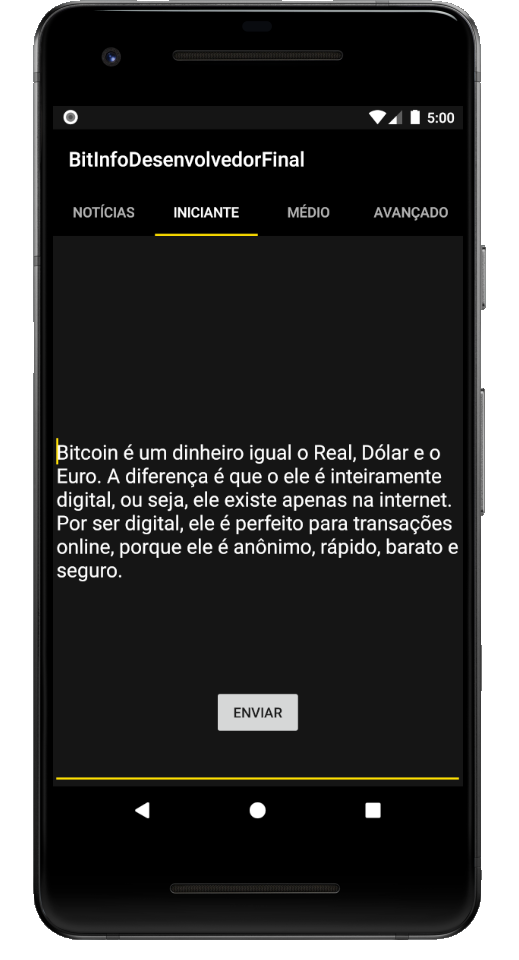 5:00
BitInfoDesenvolvedorFinal
NOTÍCIAS INICIANTE MÉDIO AVANÇADO
Bitcoin é um dinheiro igual o Real, Dólar e o
Euro. A diferença é que o ele é inteiramente
digital, ou seja, ele existe apenas na internet.
Por ser digital, ele é perfeito para transações
online, porque ele é anônimo, rápido, barato e
seguro.
ENVIAR